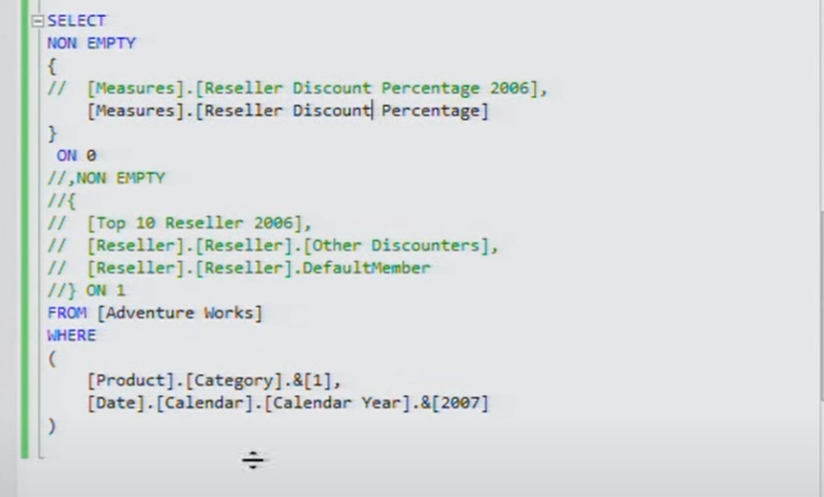 SELECT
NON EMPTY
{
// [Measures].[Reseller Discount Percentage 2006],
[Measures].[Reseller Discount Percentage]
}
ON 0
//,NON EMPTY
//{
// [Top 10 Reseller 2006],
// [Reseller].[Reseller].[Other Discounters],
// [Reseller].[Reseller].DefaultMember
//} ON 1
FROM [Adventure Works]
WHERE
(
[Product].[Category].&[1],
[Date].[Calendar].[Calendar Year].&[2007]
)